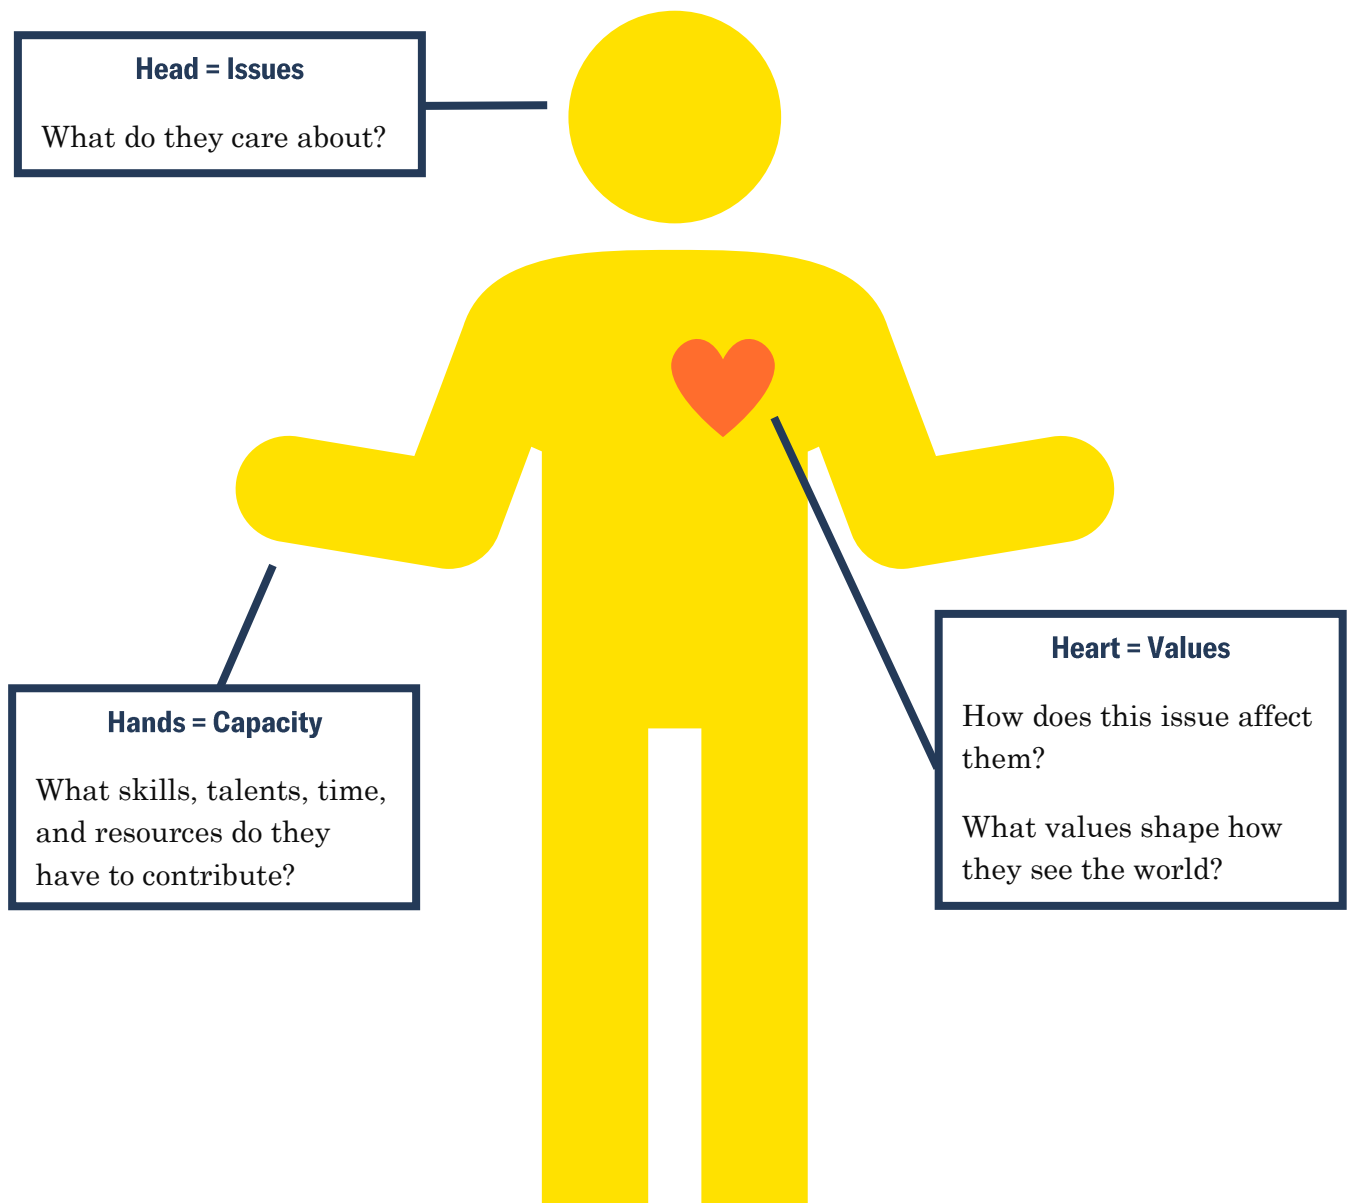 Head = Issues
What do they care about?
Hands = Capacity
What skills, talents, time,
and resources do they
have to contribute?
Heart = Values
How does this issue affect
them?
What values shape how
they see the world?